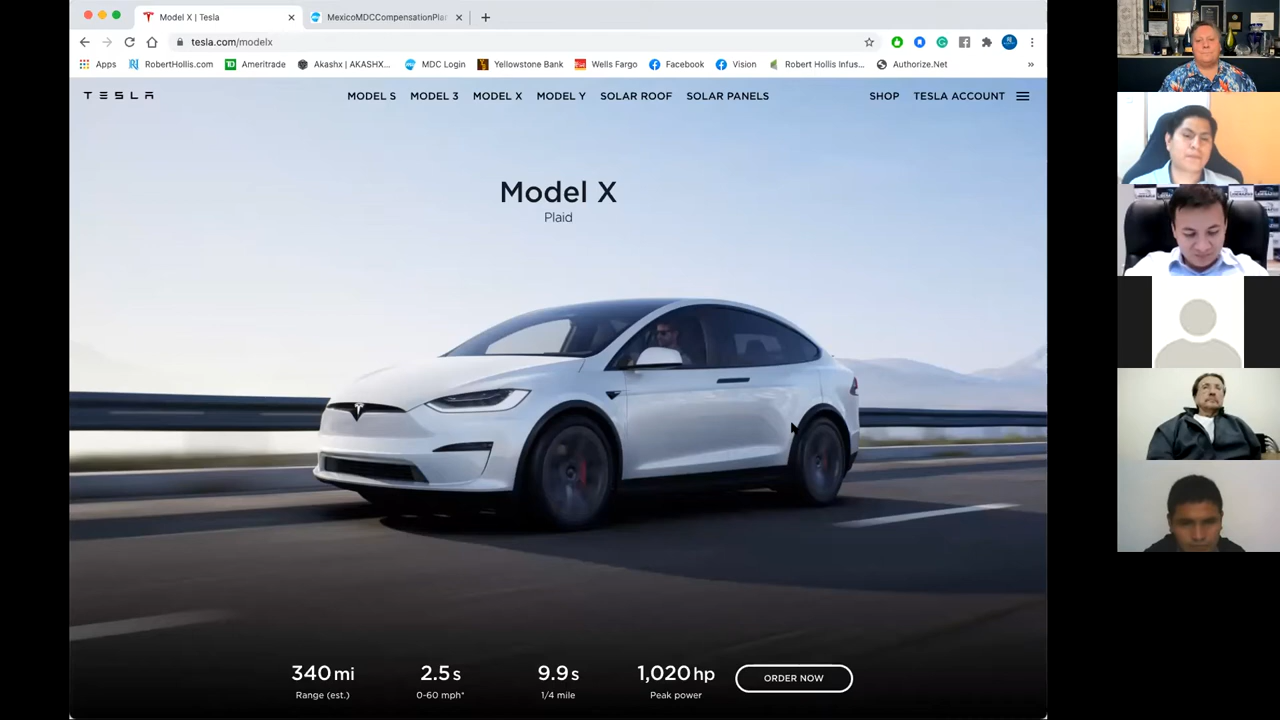 Model X | Tesla
MexicoMDCCompensationPla
tesla.com/modelx
Apps
RobertHollis.com
Ameritrade
Akashx | AKASHX...
MDC Login
Yellowstone Bank
Wells Fargo
Facebook
Vision
Robert Hollis Infus...
Authorize.Net
»
TESLA
MODEL S
MODEL 3
MODEL X
MODEL Y
SOLAR ROOF
SOLAR PANELS
SHOP
TESLA ACCOUNT
Model X
Plaid
340 mi
Range (est.)
2.5 s
0-60 mph*
9.9 s
1/4 mile
1,020 hp
Peak power
ORDER NOW